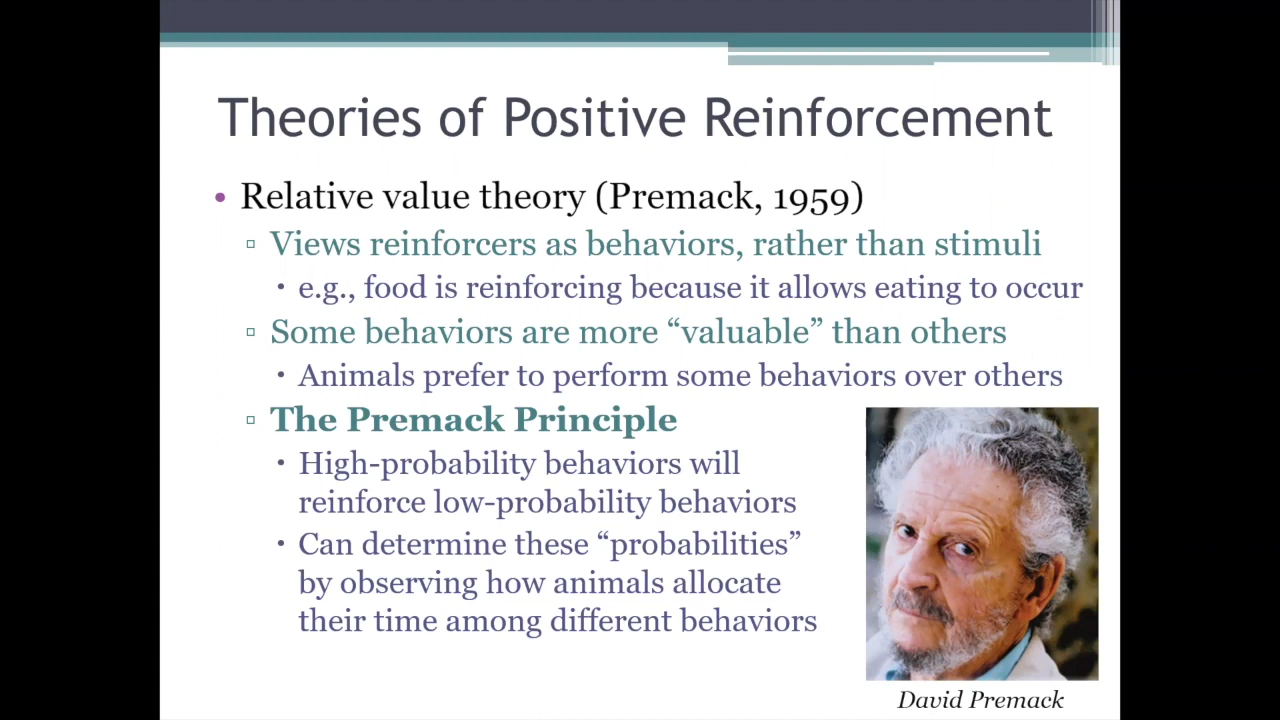 Theories of Positive Reinforcement
• Relative value theory (Premack, 1959)
▫ Views reinforcers as behaviors, rather than stimuli
• e.g., food is reinforcing because it allows eating to occur
▫ Some behaviors are more “valuable” than others
• Animals prefer to perform some behaviors over others
▫ The Premack Principle
• High-probability behaviors will
reinforce low-probability behaviors
• Can determine these “probabilities”
by observing how animals allocate
their time among different behaviors
David Premack